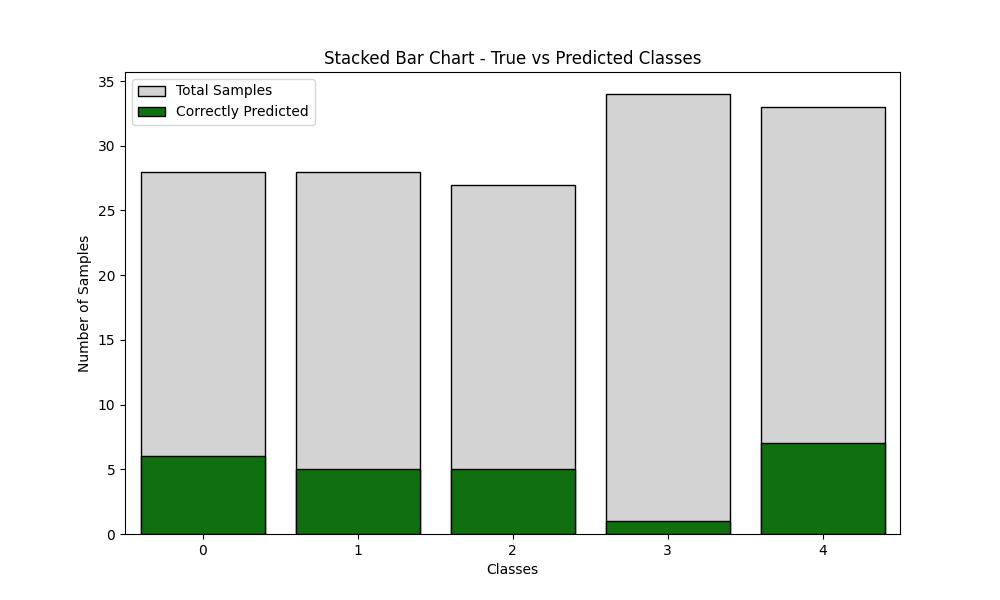 Stacked Bar Chart - True vs Predicted Classes
Total Samples
Correctly Predicted
Number of Samples
35
30
25
20
15
10
5
0
0 1 2 3 4
Classes